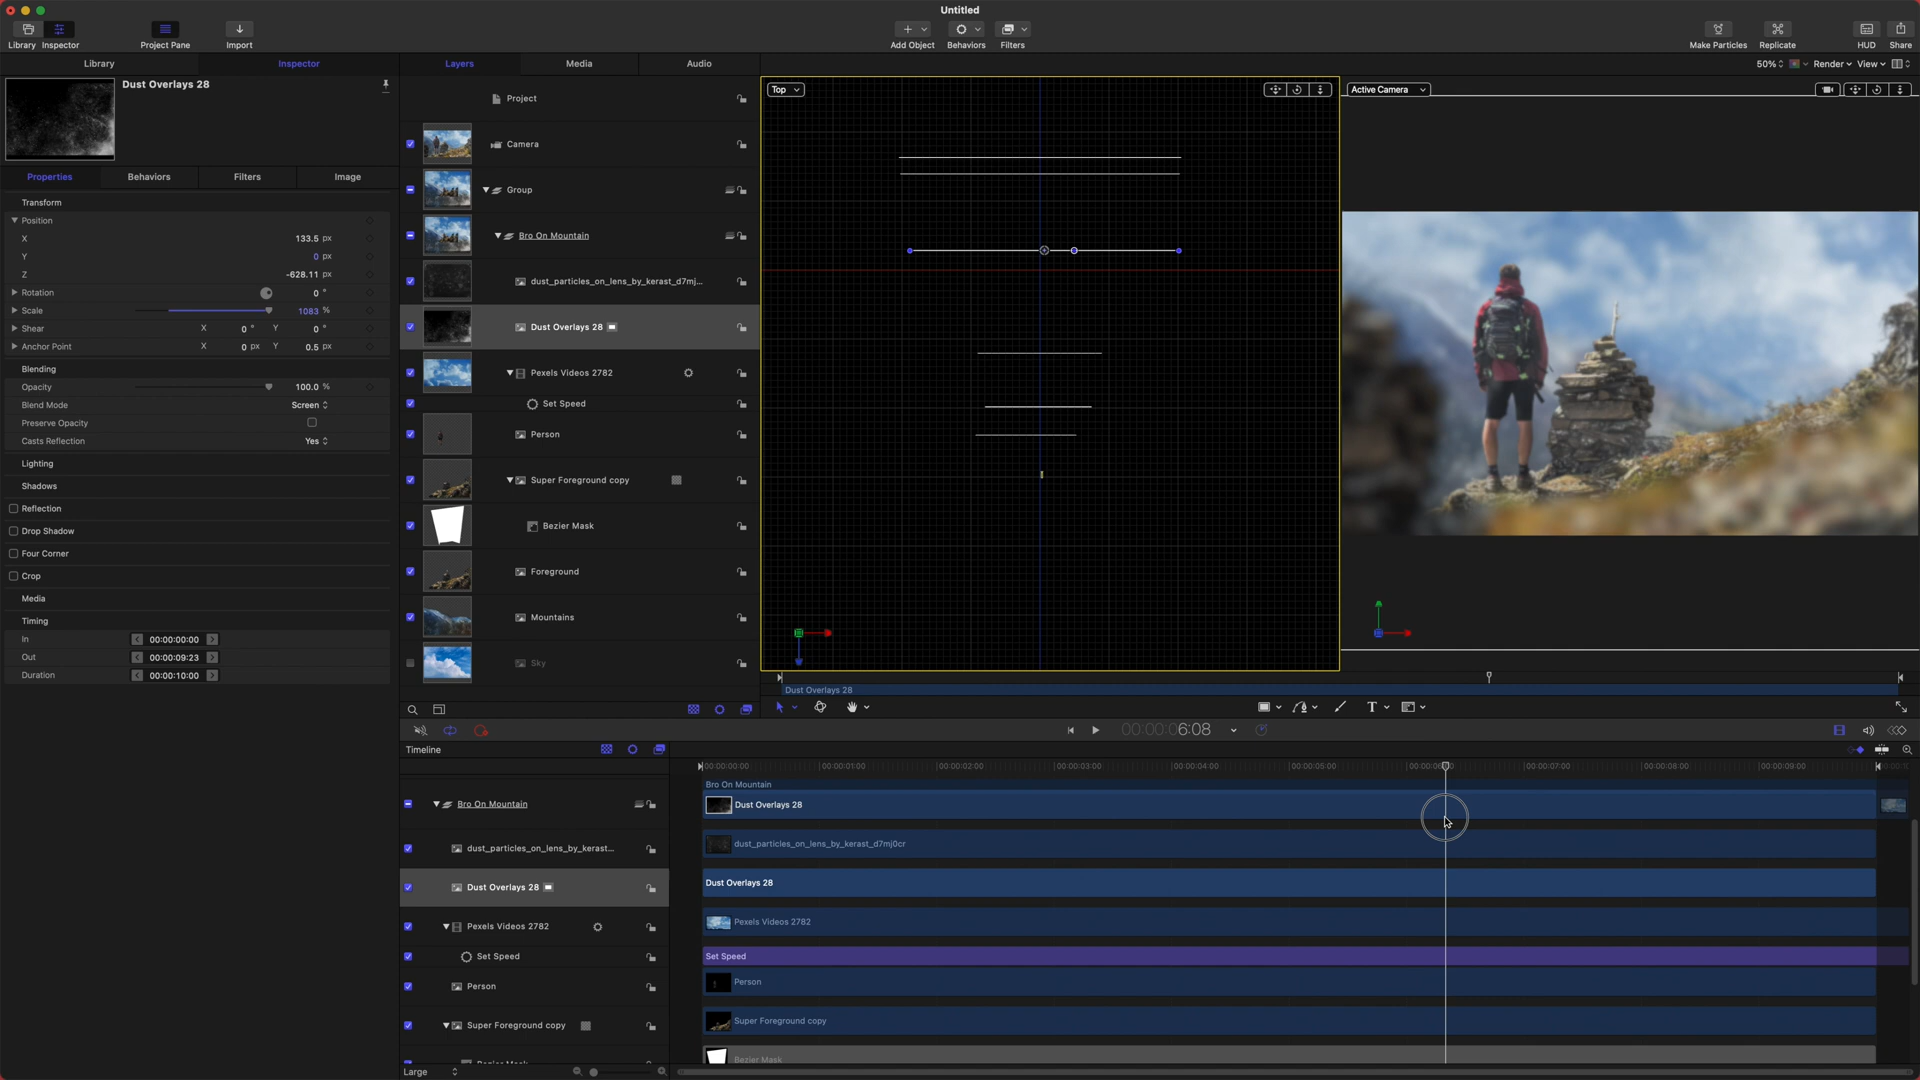 Untitled
Library
Inspector
Project Pane
Import
Add Object
Behaviors
Filters
Make Particles
Replicate
HUD
Share
Library
Inspector
Layers
Media
Audio
50%
Render
View
Dust Overlays 28
Properties
Behaviors
Filters
Image
Transform
Position
X 133.5 px
Y 0 px
Z -628.11 px
Rotation 0 °
Scale 1083 %
Shear X 0 ° Y 0 °
Anchor Point X 0 px Y 0.5 px
Blending
Opacity 100.0 %
Blend Mode Screen
Preserve Opacity
Casts Reflection Yes
Lighting
Shadows
Reflection
Drop Shadow
Four Corner
Crop
Media
Timing
In 00:00:00:00
Out 00:00:09:23
Duration 00:00:10:00
Project
Camera
Group
Bro On Mountain
dust_particles_on_lens_by_kerast_d7mj...
Dust Overlays 28
Pexels Videos 2782
Set Speed
Person
Super Foreground copy
Bezier Mask
Foreground
Mountains
Sky
Top
Active Camera
Dust Overlays 28
00:00:06:08
Timeline
00:00:00:00
00:00:01:00
00:00:02:00
00:00:03:00
00:00:04:00
00:00:05:00
00:00:07:00
00:00:08:00
00:00:09:00
Bro On Mountain
Bro On Mountain
Dust Overlays 28
dust_particles_on_lens_by_kerast...
dust_particles_on_lens_by_kerast_d7mj0cr
Dust Overlays 28
Dust Overlays 28
Pexels Videos 2782
Pexels Videos 2782
Set Speed
Set Speed
Person
Person
Super Foreground copy
Super Foreground copy
Bezier Mask
Large